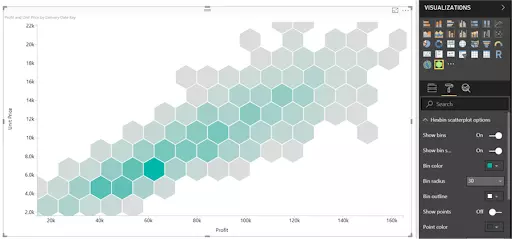 Profit and Unit Price by Delivery Date Day
22k
20k
18k
16k
14k
12k
10k
8.0k
6.0k
4.0k
2.0k
Unit Price
20k 40k 60k 80k 100k 120k 140k 160k
Profit
VISUALIZATIONS
R
Search
Hexbin scatterplot options
Show bins On
Show bin s... On
Bin color
Bin radius 30
Bin outline
Show points Off
Point color